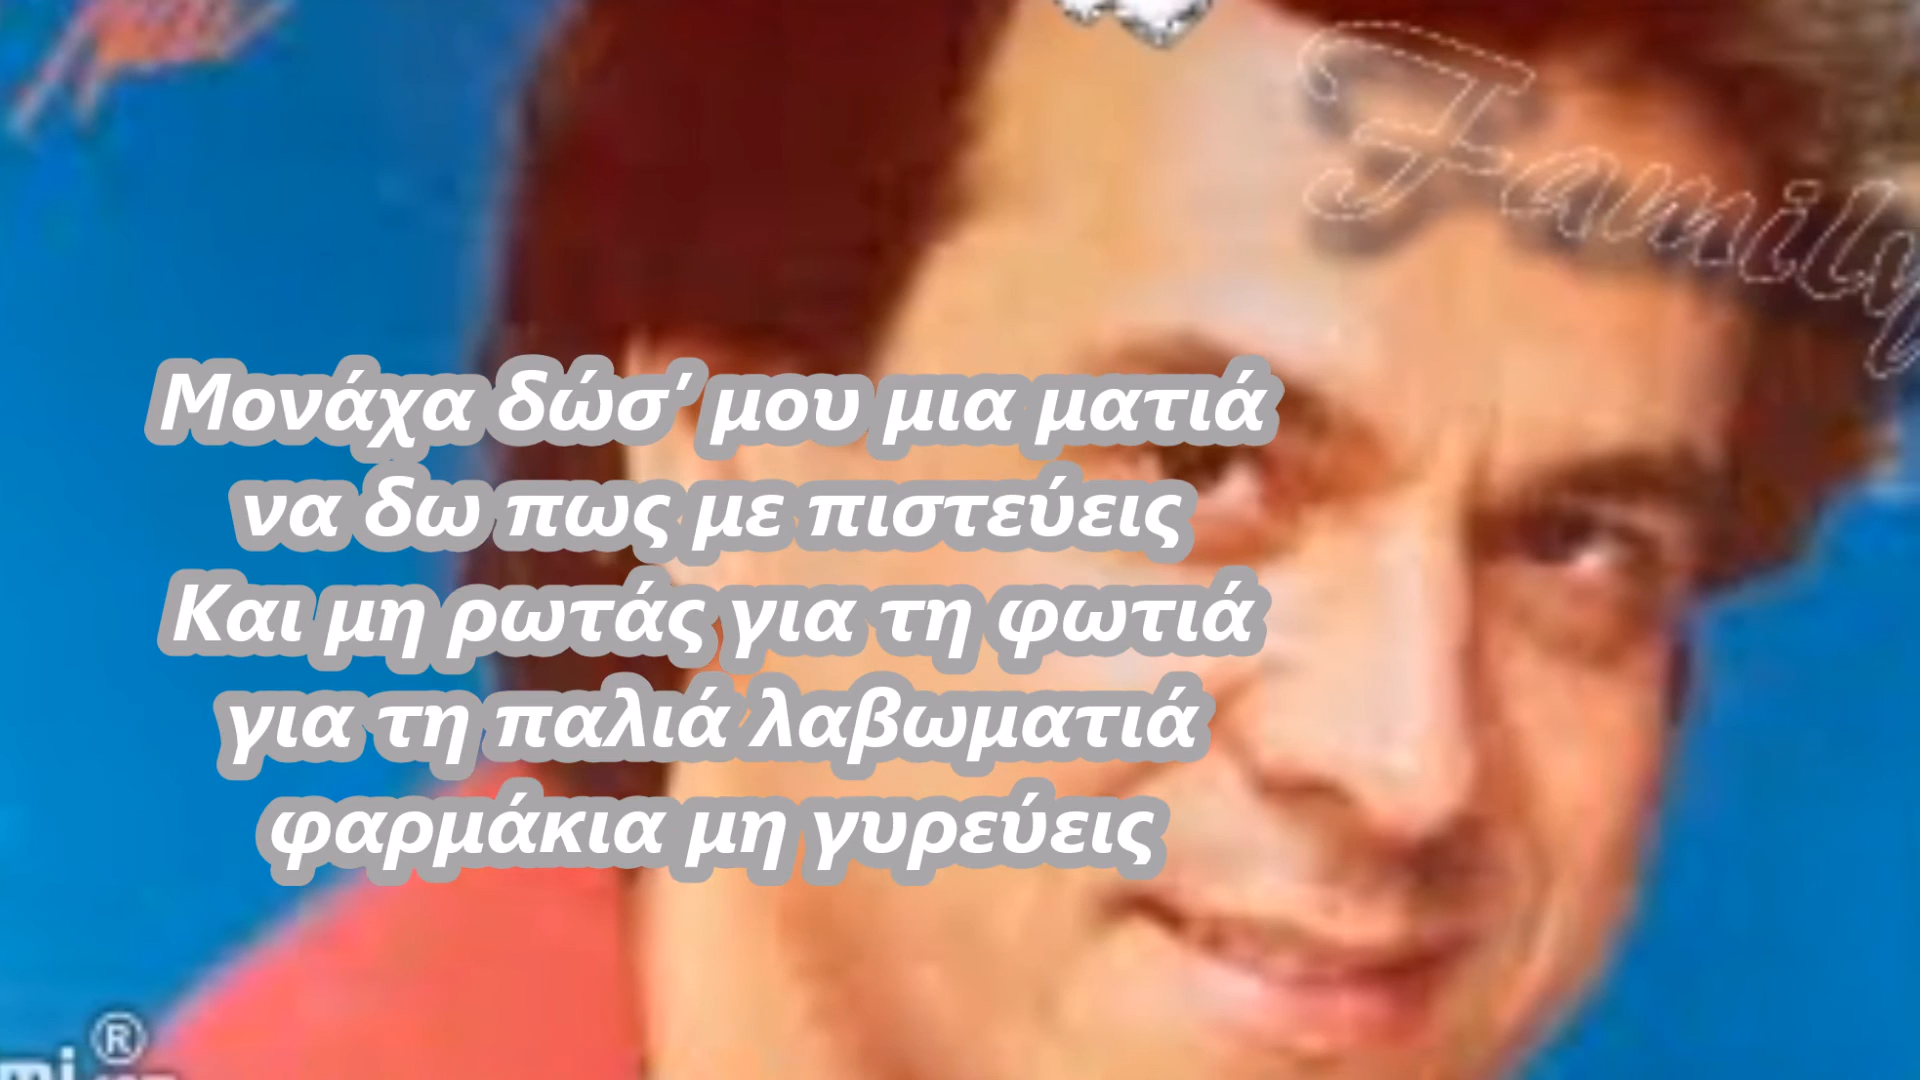 Family
Μονάχα δώσ’ μου μια ματιά
να δω πως με πιστεύεις
Και μη ρωτάς για τη φωτιά
για τη παλιά λαβωματιά
φαρμάκια μη γυρεύεις
®